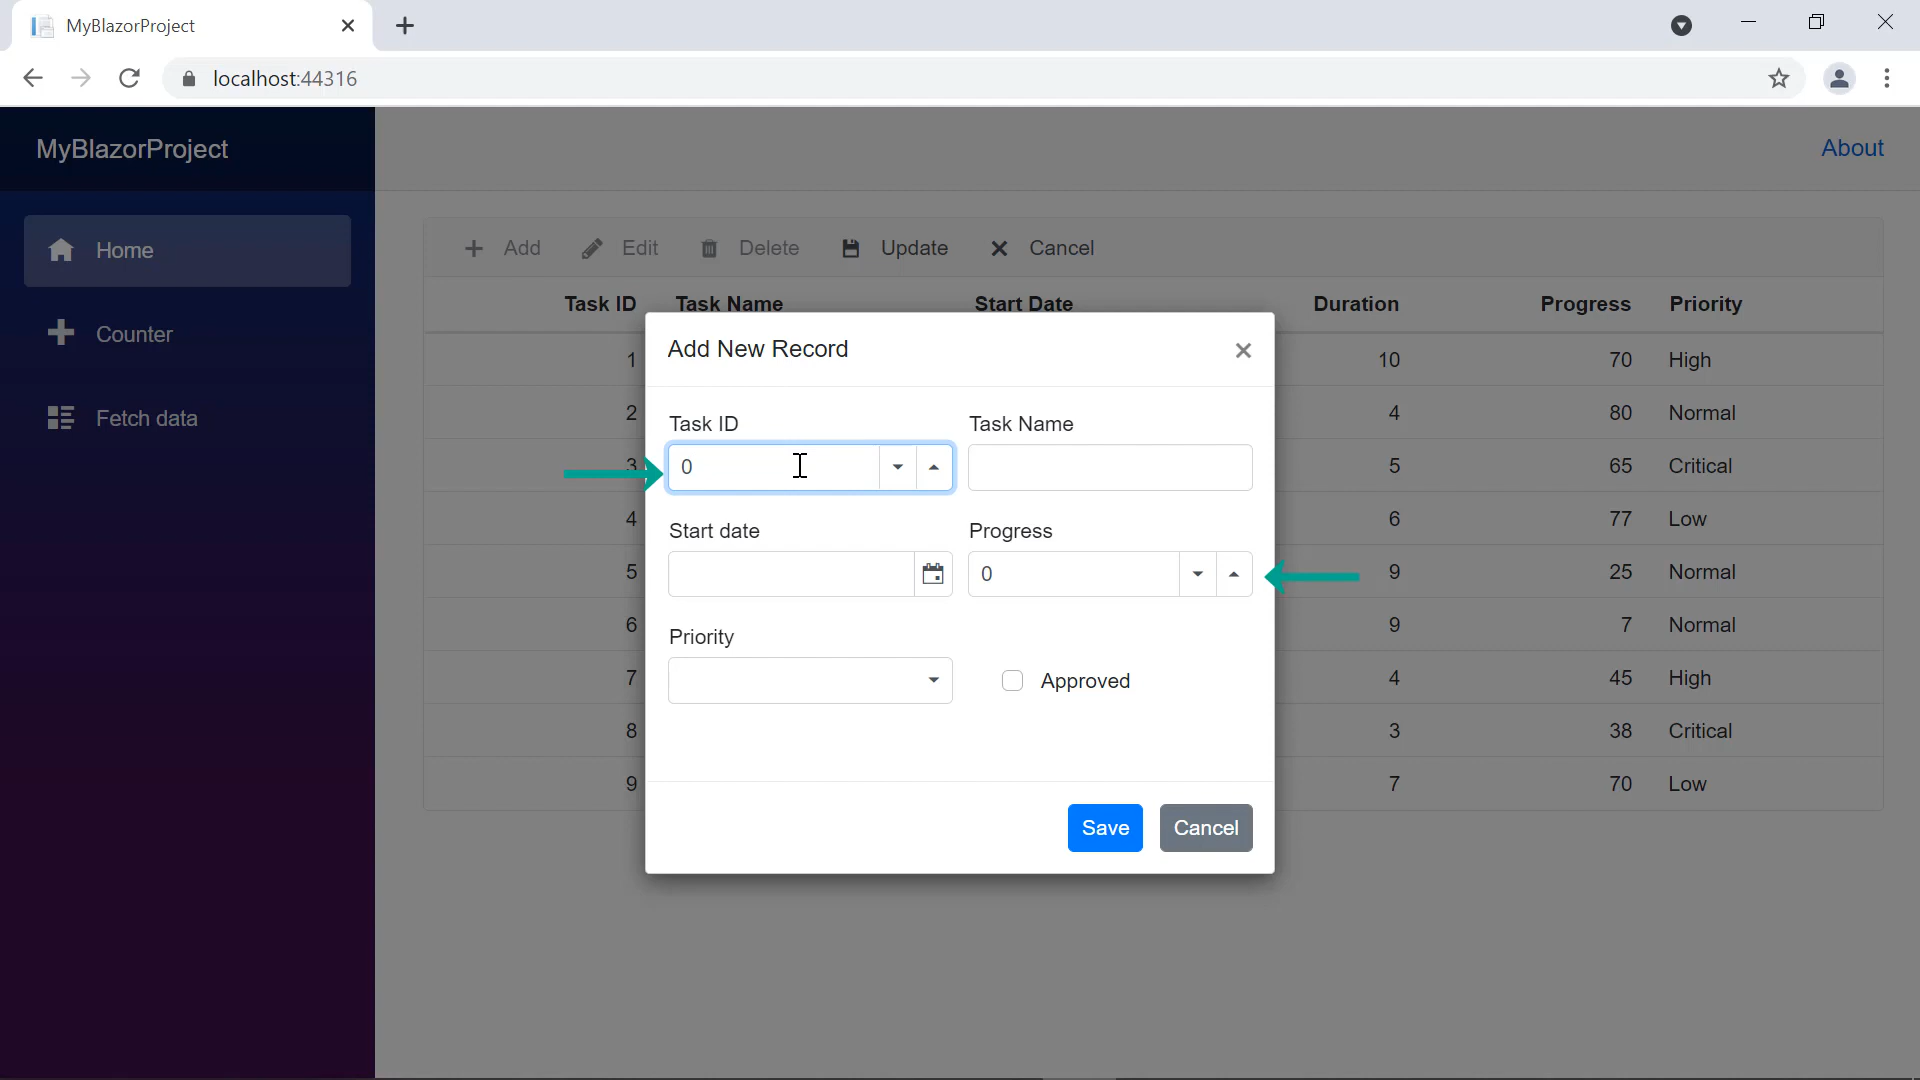 MyBlazorProject
localhost:44316
MyBlazorProject
About
Home
Counter
Fetch data
Add Edit Delete Update Cancel
Task ID Task Name Start Date Duration Progress Priority
1 10 70 High
2 4 80 Normal
3 5 65 Critical
4 6 77 Low
5 9 25 Normal
6 9 7 Normal
7 4 45 High
8 3 38 Critical
9 7 70 Low
Add New Record
Task ID Task Name
0
Start date Progress
0
Priority
Approved
Save Cancel